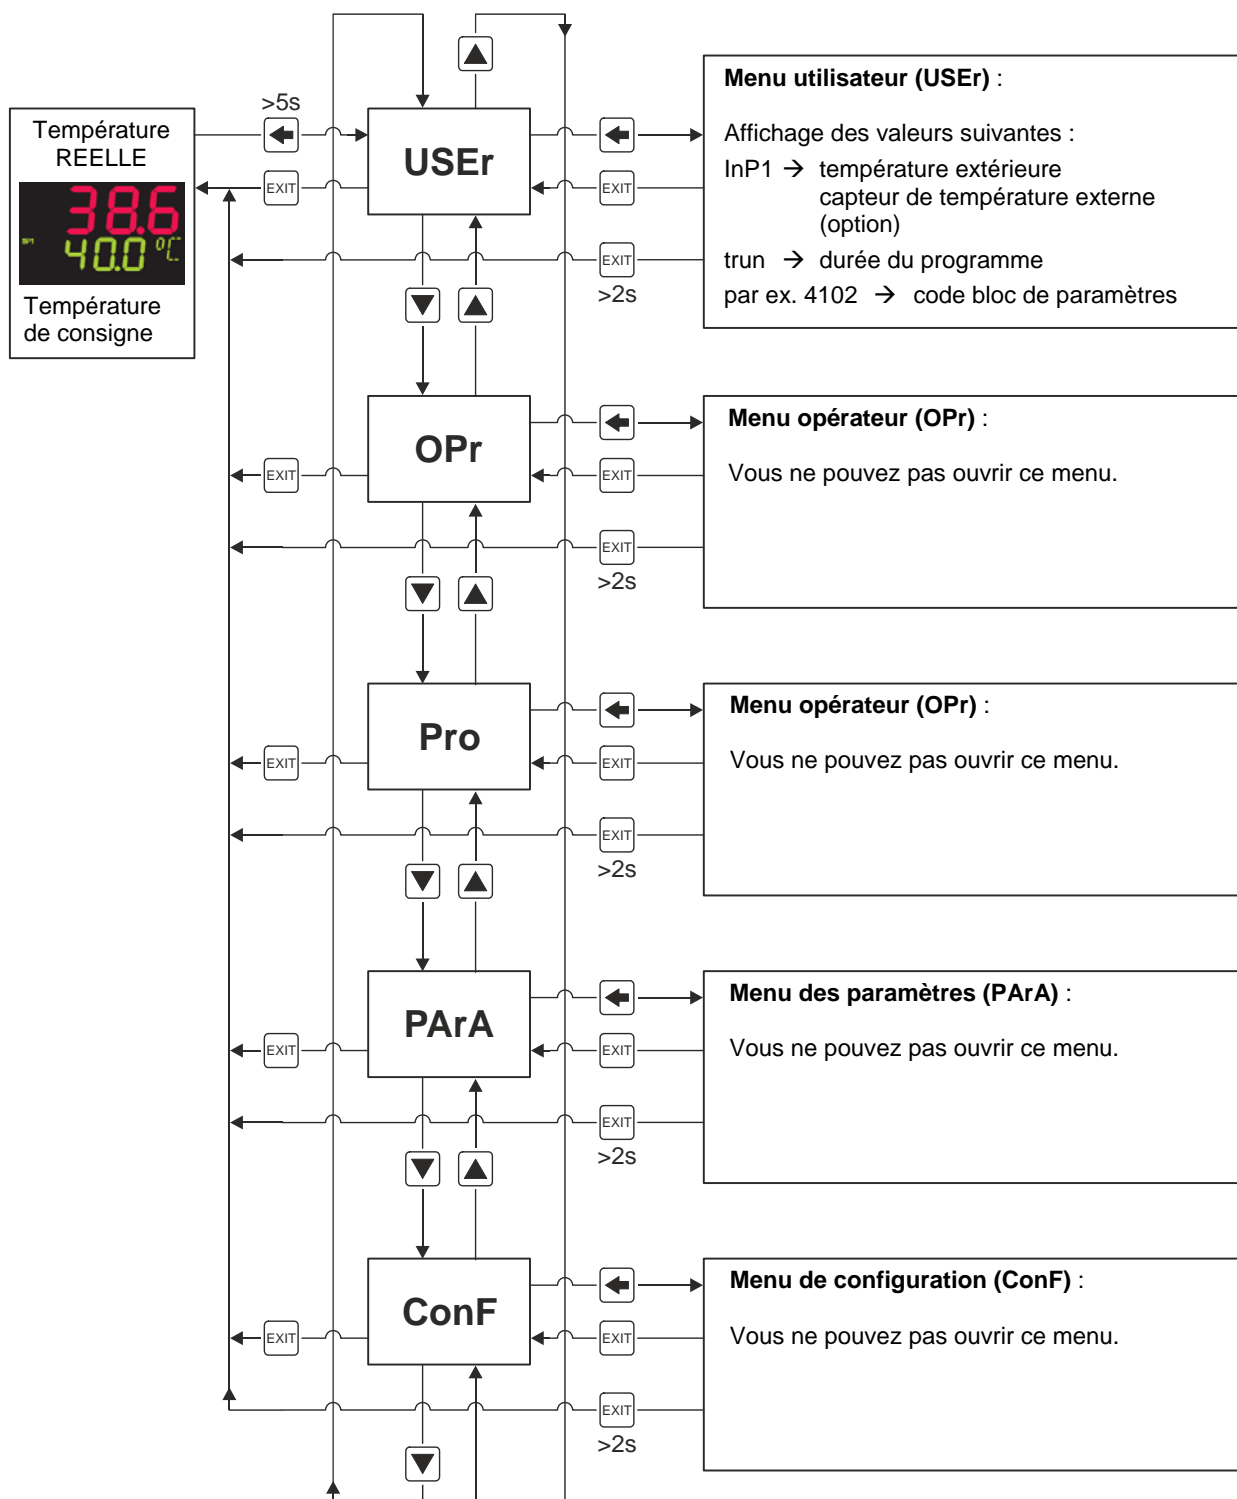 >5s
Température
REELLE
38.6
SP1
40.0 °C
Température
de consigne
EXIT
USEr
EXIT
EXIT
>2s
Menu utilisateur (USEr) :
Affichage des valeurs suivantes :
InP1 → température extérieure
capteur de température externe
(option)
trun → durée du programme
par ex. 4102 → code bloc de paramètres
OPr
EXIT
EXIT
EXIT
>2s
Menu opérateur (OPr) :
Vous ne pouvez pas ouvrir ce menu.
Pro
EXIT
EXIT
EXIT
>2s
Menu opérateur (OPr) :
Vous ne pouvez pas ouvrir ce menu.
PArA
EXIT
EXIT
EXIT
>2s
Menu des paramètres (PArA) :
Vous ne pouvez pas ouvrir ce menu.
ConF
EXIT
EXIT
EXIT
>2s
Menu de configuration (ConF) :
Vous ne pouvez pas ouvrir ce menu.